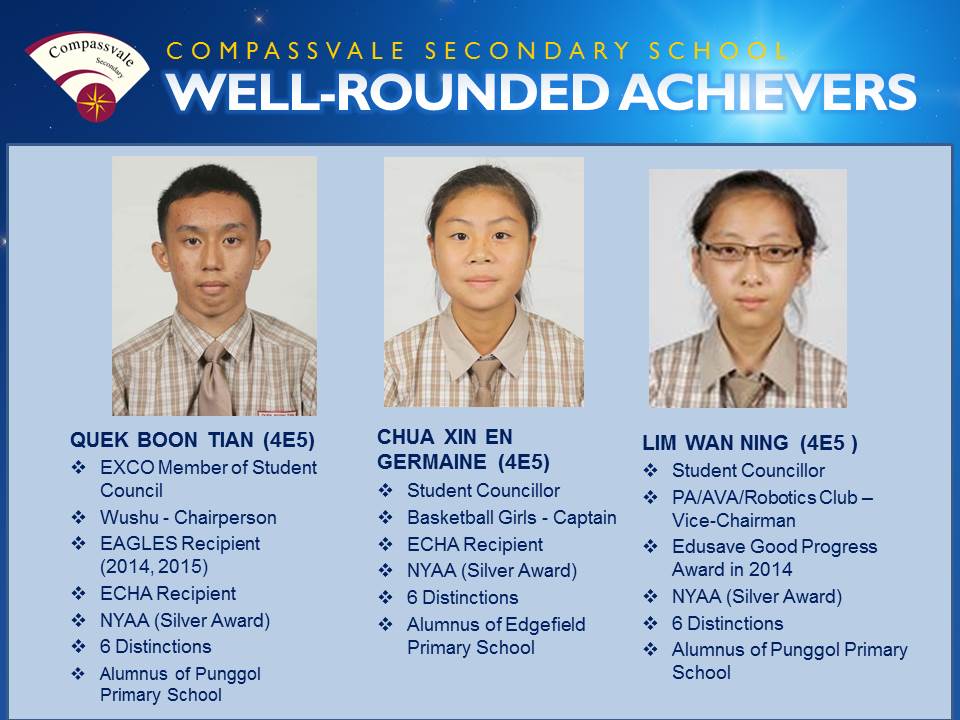 Compassvale
Secondary
COMPASSVALE SECONDARY SCHOOL
WELL-ROUNDED ACHIEVERS
QUEK BOON TIAN (4E5)
❖ EXCO Member of Student
Council
❖ Wushu - Chairperson
❖ EAGLES Recipient
(2014, 2015)
❖ ECHA Recipient
❖ NYAA (Silver Award)
❖ 6 Distinctions
❖ Alumnus of Punggol
Primary School
CHUA XIN EN
GERMAINE (4E5)
❖ Student Councillor
❖ Basketball Girls - Captain
❖ ECHA Recipient
❖ NYAA (Silver Award)
❖ 6 Distinctions
❖ Alumnus of Edgefield
Primary School
LIM WAN NING (4E5 )
❖ Student Councillor
❖ PA/AVA/Robotics Club –
Vice-Chairman
❖ Edusave Good Progress
Award in 2014
❖ NYAA (Silver Award)
❖ 6 Distinctions
❖ Alumnus of Punggol Primary
School